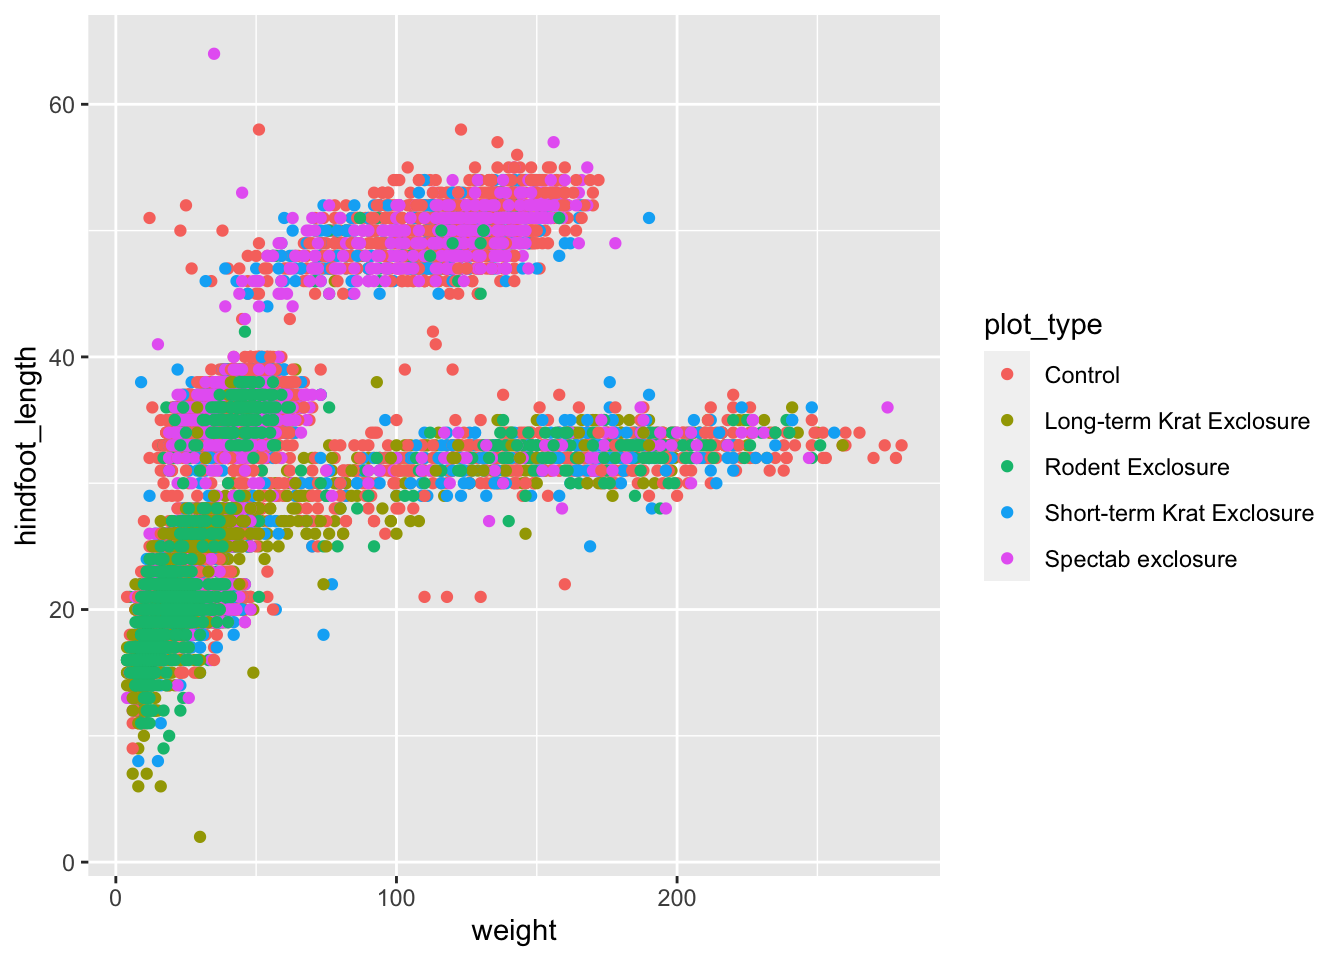 60
40
20
0
hindfoot_length
0
100
200
weight
plot_type
Control
Long-term Krat Exclosure
Rodent Exclosure
Short-term Krat Exclosure
Spectab exclosure